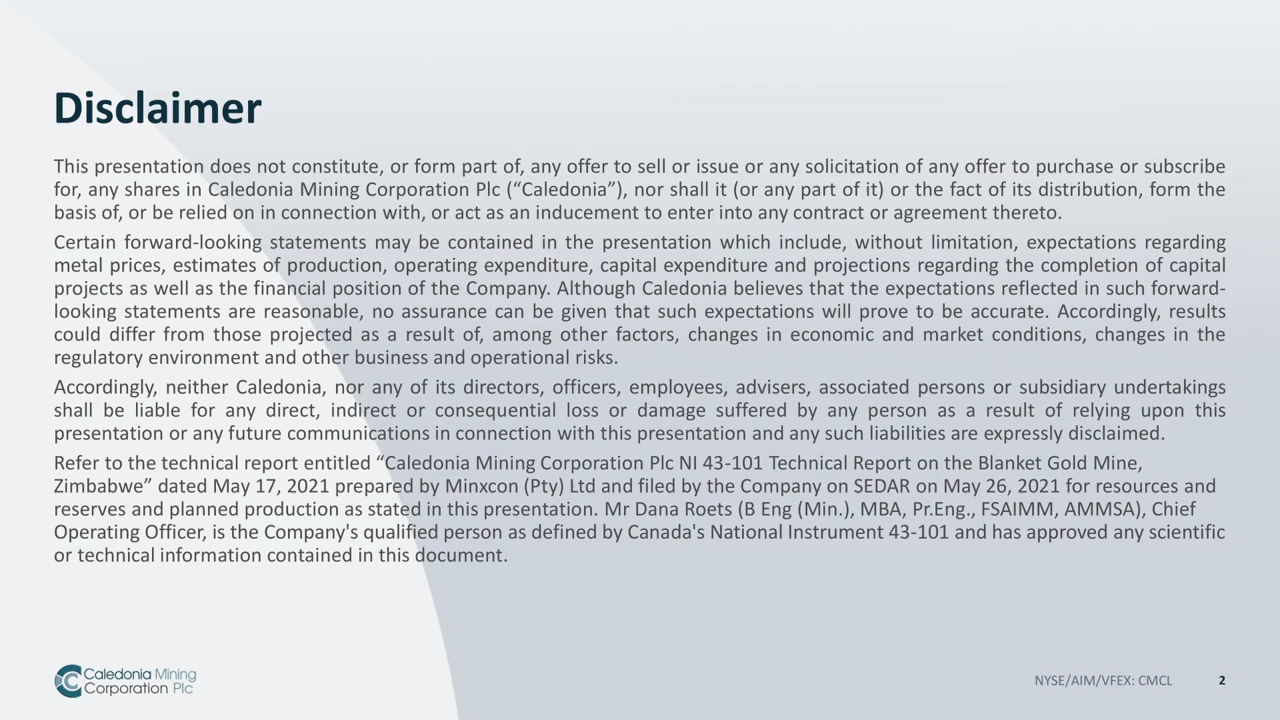 Disclaimer
This presentation does not constitute, or form part of, any offer to sell or issue or any solicitation of any offer to purchase or subscribe
for, any shares in Caledonia Mining Corporation Plc (“Caledonia”), nor shall it (or any part of it) or the fact of its distribution, form the
basis of, or be relied on in connection with, or act as an inducement to enter into any contract or agreement thereto.
Certain forward-looking statements may be contained in the presentation which include, without limitation, expectations regarding
metal prices, estimates of production, operating expenditure, capital expenditure and projections regarding the completion of capital
projects as well as the financial position of the Company. Although Caledonia believes that the expectations reflected in such forward-
looking statements are reasonable, no assurance can be given that such expectations will prove to be accurate. Accordingly, results
could differ from those projected as a result of, among other factors, changes in economic and market conditions, changes in the
regulatory environment and other business and operational risks.
Accordingly, neither Caledonia, nor any of its directors, officers, employees, advisers, associated persons or subsidiary undertakings
shall be liable for any direct, indirect or consequential loss or damage suffered by any person as a result of relying upon this
presentation or any future communications in connection with this presentation and any such liabilities are expressly disclaimed.
Refer to the technical report entitled “Caledonia Mining Corporation Plc NI 43-101 Technical Report on the Blanket Gold Mine,
Zimbabwe” dated May 17, 2021 prepared by Minxcon (Pty) Ltd and filed by the Company on SEDAR on May 26, 2021 for resources and
reserves and planned production as stated in this presentation. Mr Dana Roets (B Eng (Min.), MBA, Pr.Eng., FSAIMM, AMMSA), Chief
Operating Officer, is the Company's qualified person as defined by Canada's National Instrument 43-101 and has approved any scientific
or technical information contained in this document.
Caledonia Mining
Corporation Plc
NYSE/AIM/VFEX: CMCL 2